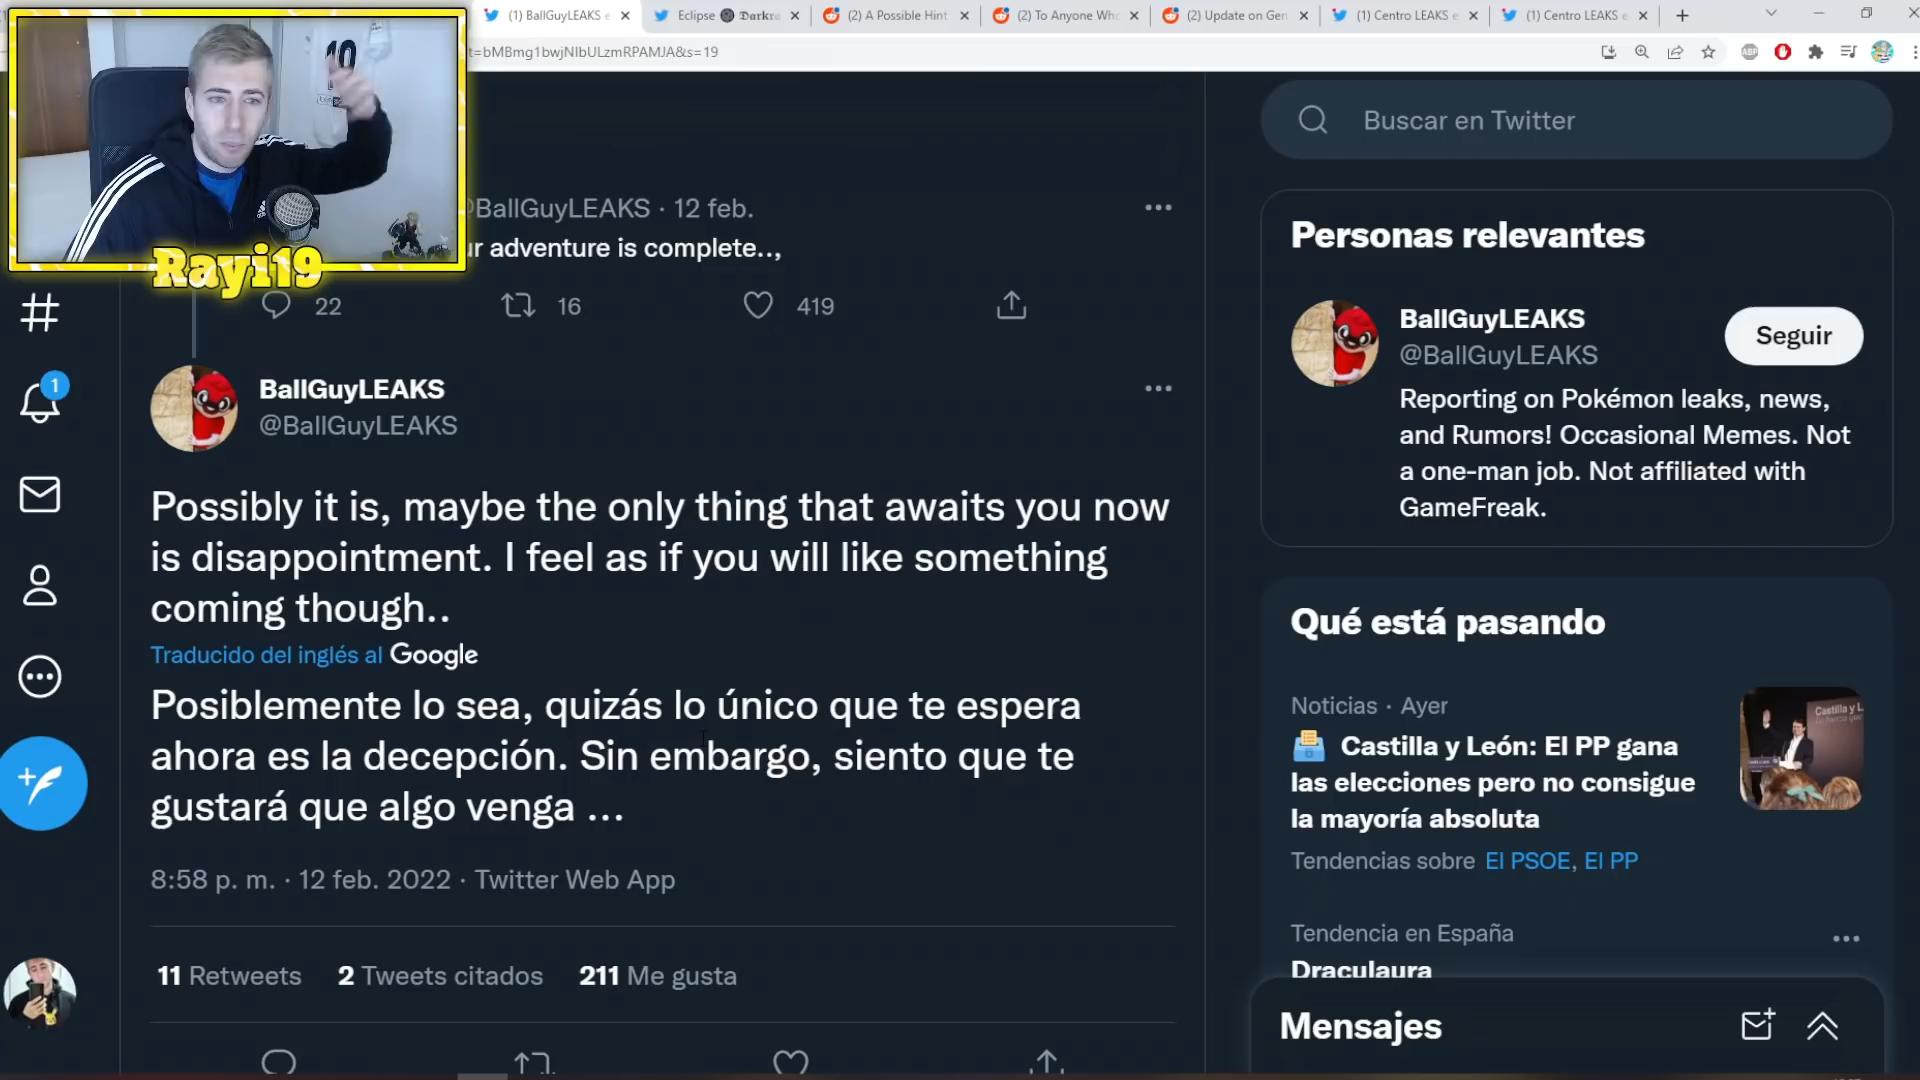 (1) BallGuyLEAKS e
Eclipse 𝕯𝖆𝖗𝖐𝖗𝖆
(2) A Possible Hint
(2) To Anyone Who
(2) Update on Gen
(1) Centro LEAKS e
(1) Centro LEAKS e
t=bMBmg1bwjNIbULzmRPAMJA&s=19
ABP
10
Rayi19
@BallGuyLEAKS · 12 feb.
ur adventure is complete..,
22
16
419
BallGuyLEAKS
@BallGuyLEAKS
Possibly it is, maybe the only thing that awaits you now
is disappointment. I feel as if you will like something
coming though..
Traducido del inglés al Google
Posiblemente lo sea, quizás lo único que te espera
ahora es la decepción. Sin embargo, siento que te
gustará que algo venga ...
8:58 p. m. · 12 feb. 2022 · Twitter Web App
11 Retweets 2 Tweets citados 211 Me gusta
1
Buscar en Twitter
Personas relevantes
BallGuyLEAKS
@BallGuyLEAKS
Seguir
Reporting on Pokémon leaks, news,
and Rumors! Occasional Memes. Not
a one-man job. Not affiliated with
GameFreak.
Qué está pasando
Noticias · Ayer
Castilla y León: El PP gana
las elecciones pero no consigue
la mayoría absoluta
Castilla y L
Tendencias sobre El PSOE, El PP
Tendencia en España
Draculaura
Mensajes